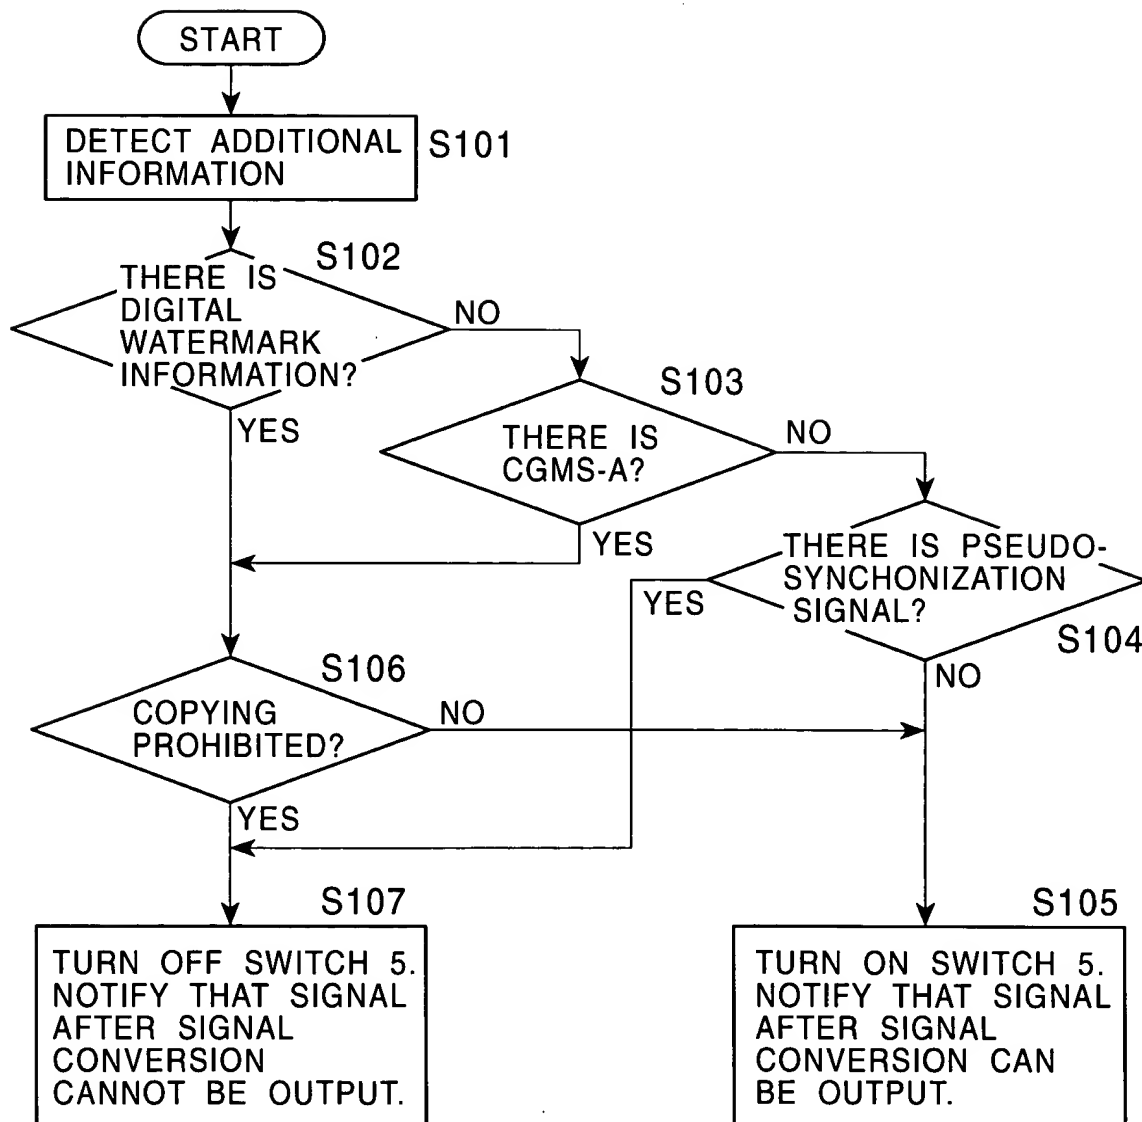 START
DETECT ADDITIONAL
INFORMATION
S101
S102
THERE IS
DIGITAL
WATERMARK
INFORMATION?
NO
YES
S103
THERE IS
CGMS-A?
NO
YES
THERE IS PSEUDO-
SYNCHONIZATION
SIGNAL?
YES
S104
NO
S106
COPYING
PROHIBITED?
NO
YES
S107
TURN OFF SWITCH 5.
NOTIFY THAT SIGNAL
AFTER SIGNAL
CONVERSION
CANNOT BE OUTPUT.
S105
TURN ON SWITCH 5.
NOTIFY THAT SIGNAL
AFTER SIGNAL
CONVERSION CAN
BE OUTPUT.